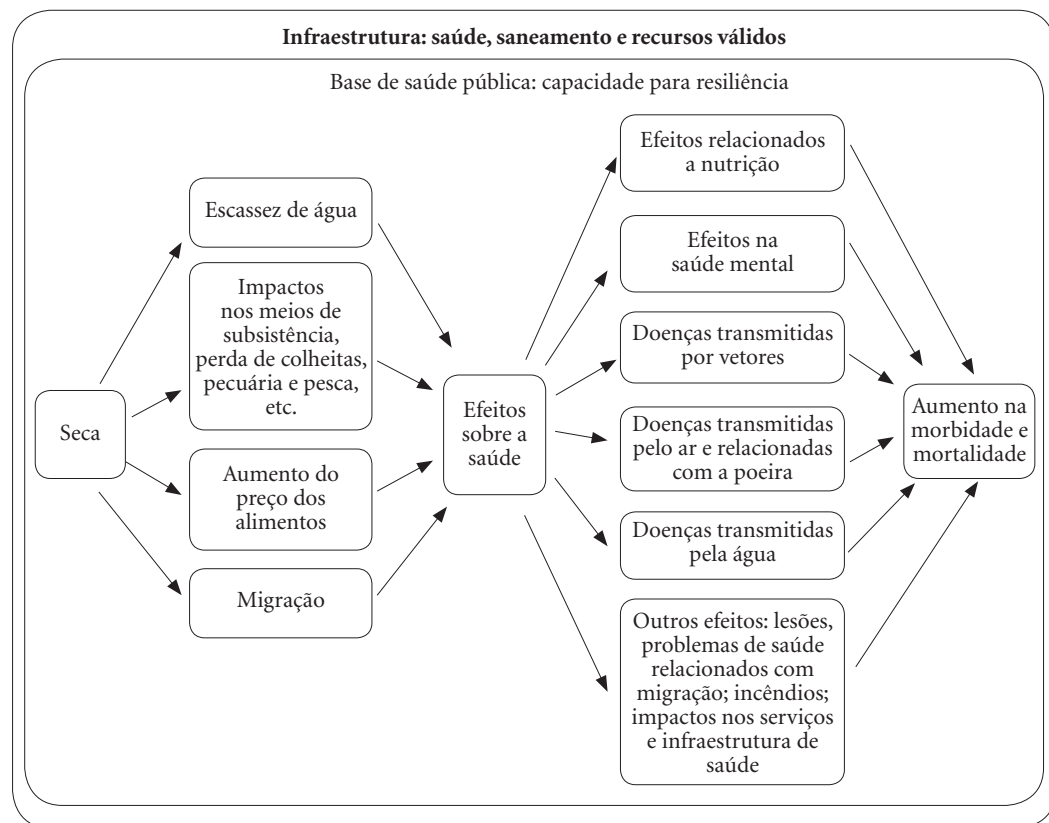 Infraestrutura: saúde, saneamento e recursos válidos
Base de saúde pública: capacidade para resiliência
Seca
Escassez de água
Impactos
nos meios de
subsistência,
perda de colheitas,
pecuária e pesca,
etc.
Aumento do
preço dos
alimentos
Migração
Efeitos
sobre a
saúde
Efeitos relacionados
a nutrição
Efeitos na
saúde mental
Doenças transmitidas
por vetores
Doenças transmitidas
pelo ar e relacionadas
com a poeira
Doenças transmitidas
pela água
Outros efeitos: lesões,
problemas de saúde
relacionados com
migração; incêndios;
impactos nos serviços
e infraestrutura de
saúde
Aumento na
morbidade e
mortalidade